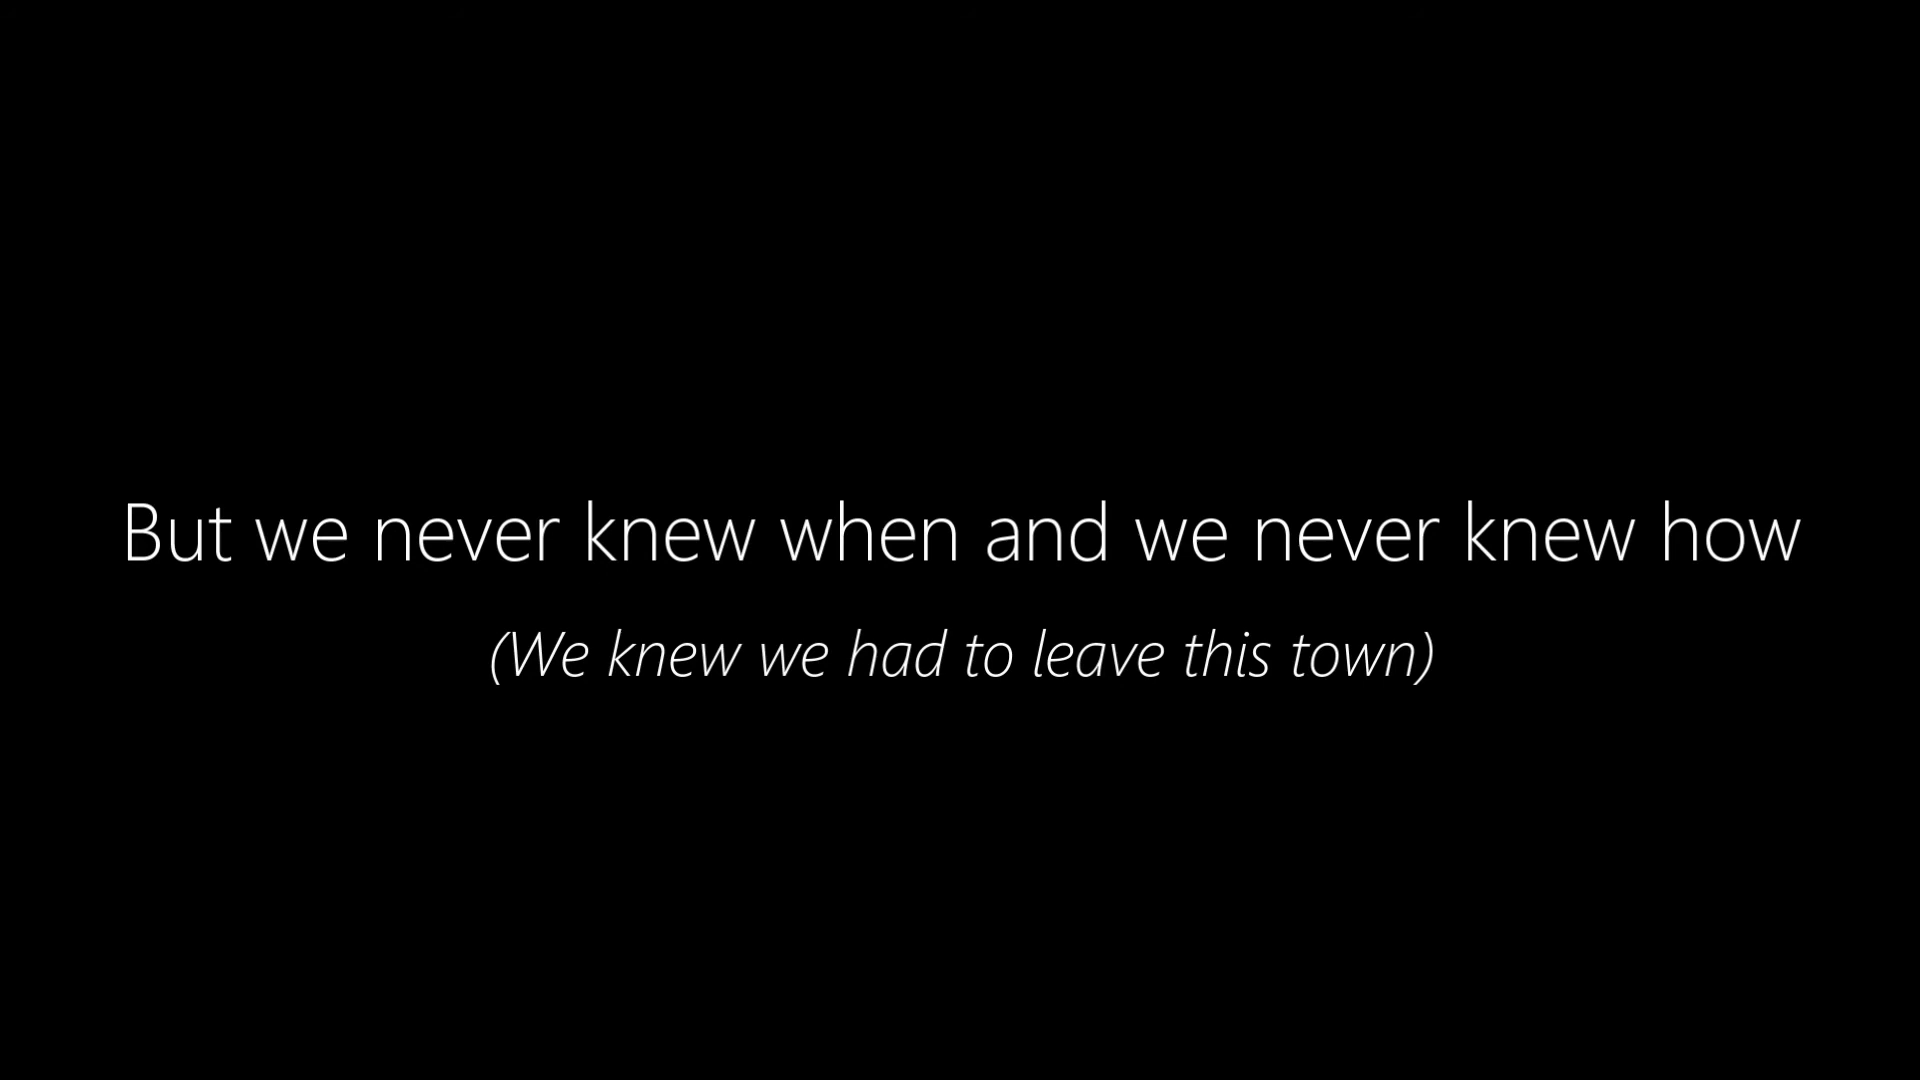 But we never knew when and we never knew how
(We knew we had to leave this town)